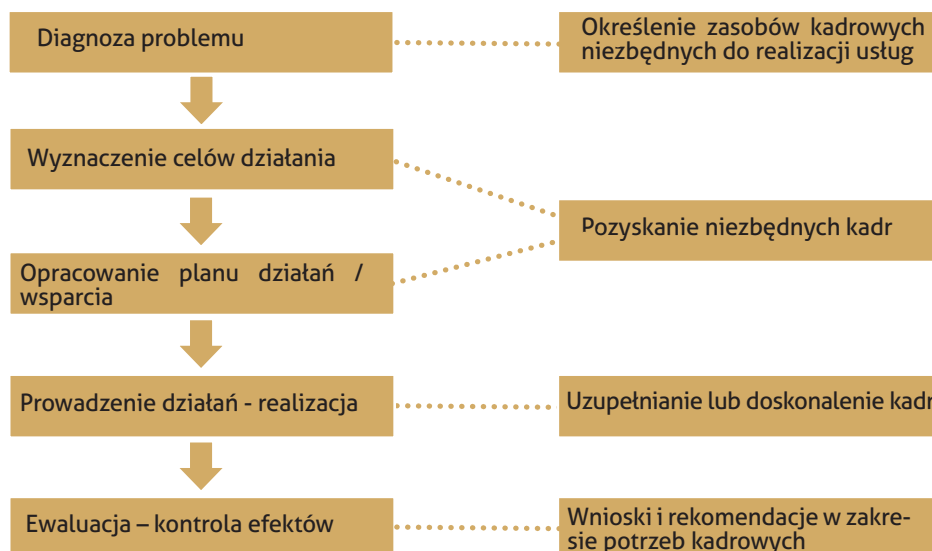 Diagnoza problemu
Określenie zasobów kadrowych
niezbędnych do realizacji usług
Wyznaczenie celów działania
Pozyskanie niezbędnych kadr
Opracowanie planu działań /
wsparcia
Prowadzenie działań - realizacja
Uzupełnianie lub doskonalenie kadr
Ewaluacja – kontrola efektów
Wnioski i rekomendacje w zakre-
sie potrzeb kadrowych